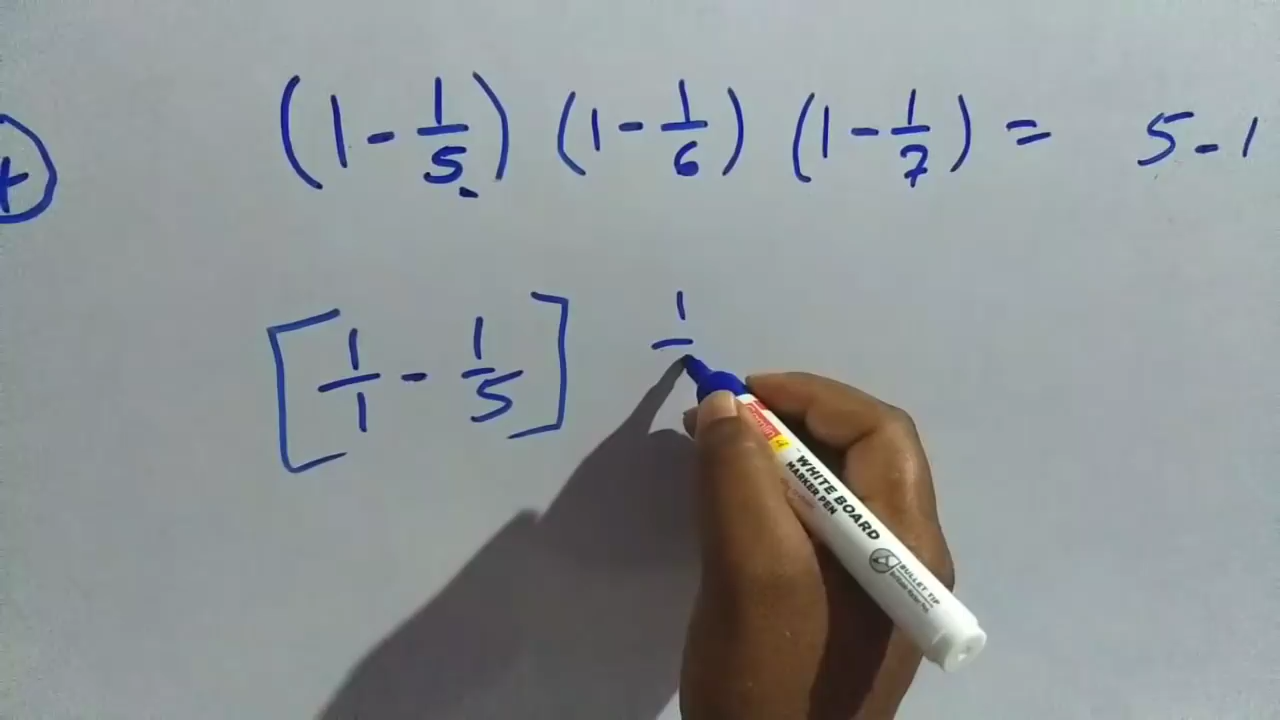 (1 - 1/5) (1 - 1/6) (1 - 1/7) = 5 - 1
[1/1 - 1/5] 1/
WHITE BOARD
MARKER PEN
BULLET TIP